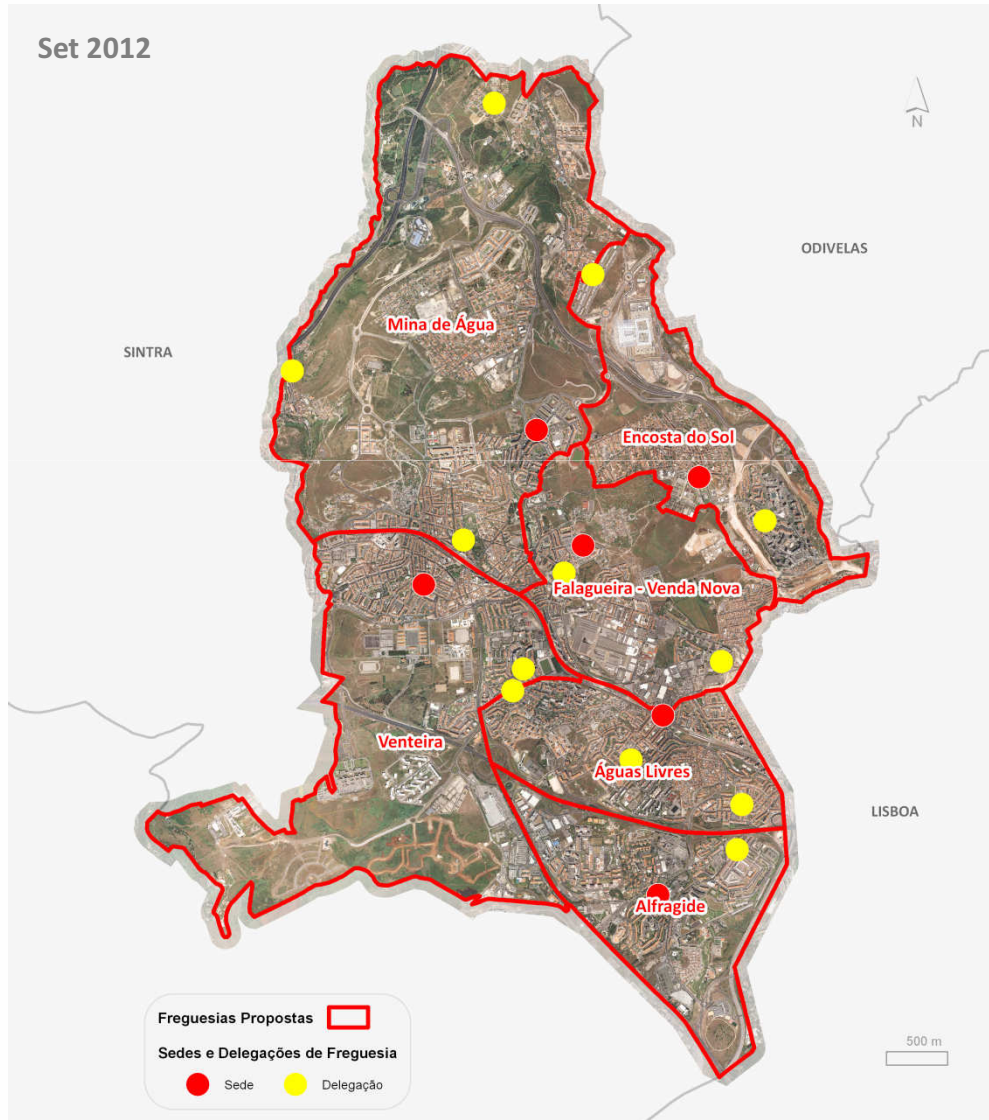 Set 2012
N
ODIVELAS
SINTRA
Mina de Água
Encosta do Sol
Falagueira - Venda Nova
Venteira
Águas Livres
LISBOA
Alfragide
Freguesias Propostas
Sedes e Delegações de Freguesia
Sede
Delegação
500 m